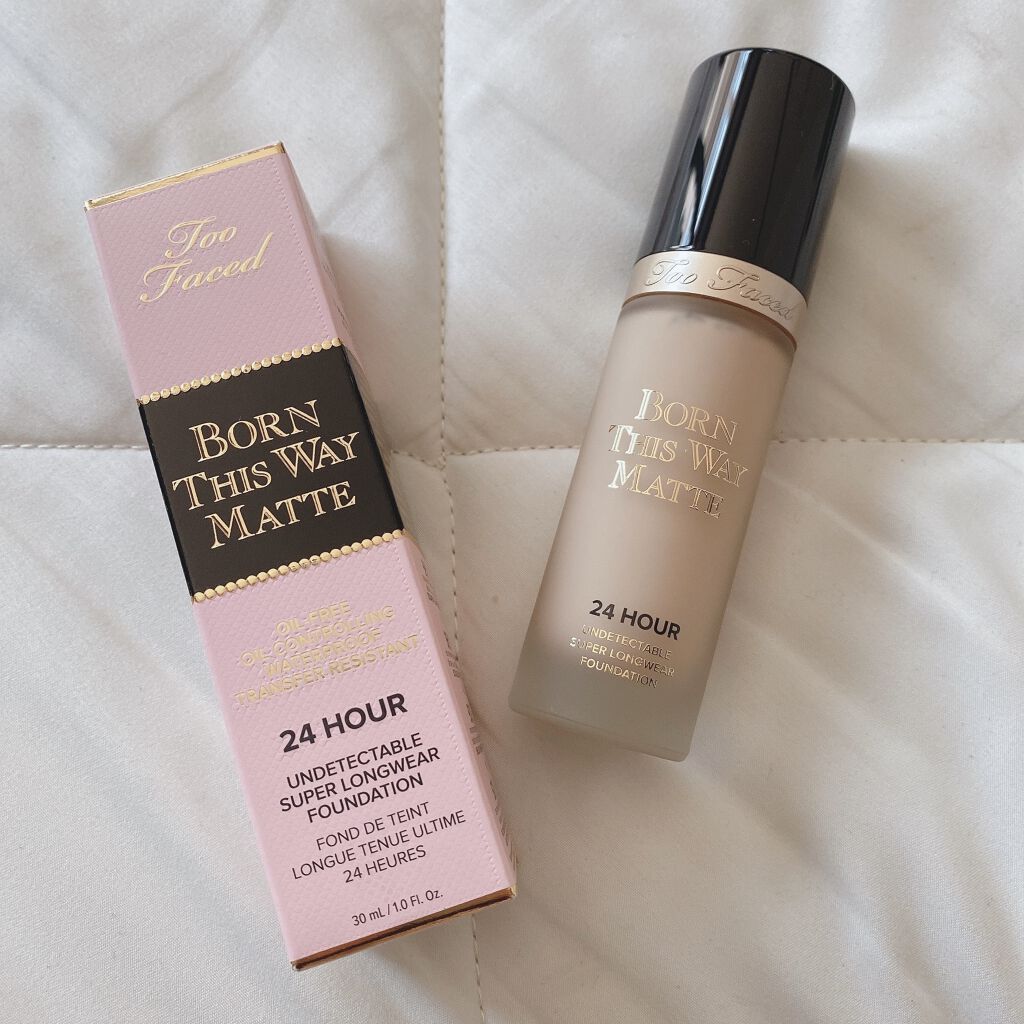 Too
Faced
BORN
THIS WAY
MATTE
OIL-FREE
OIL-CONTROLLING
WATERPROOF
TRANSFER RESISTANT
24 HOUR
UNDETECTABLE
SUPER LONGWEAR
FOUNDATION
FOND DE TEINT
LONGUE TENUE ULTIME
24 HEURES
30 mL / 1.0 Fl. Oz.
Too Faced
BORN
THIS WAY
MATTE
24 HOUR
UNDETECTABLE
SUPER LONGWEAR
FOUNDATION